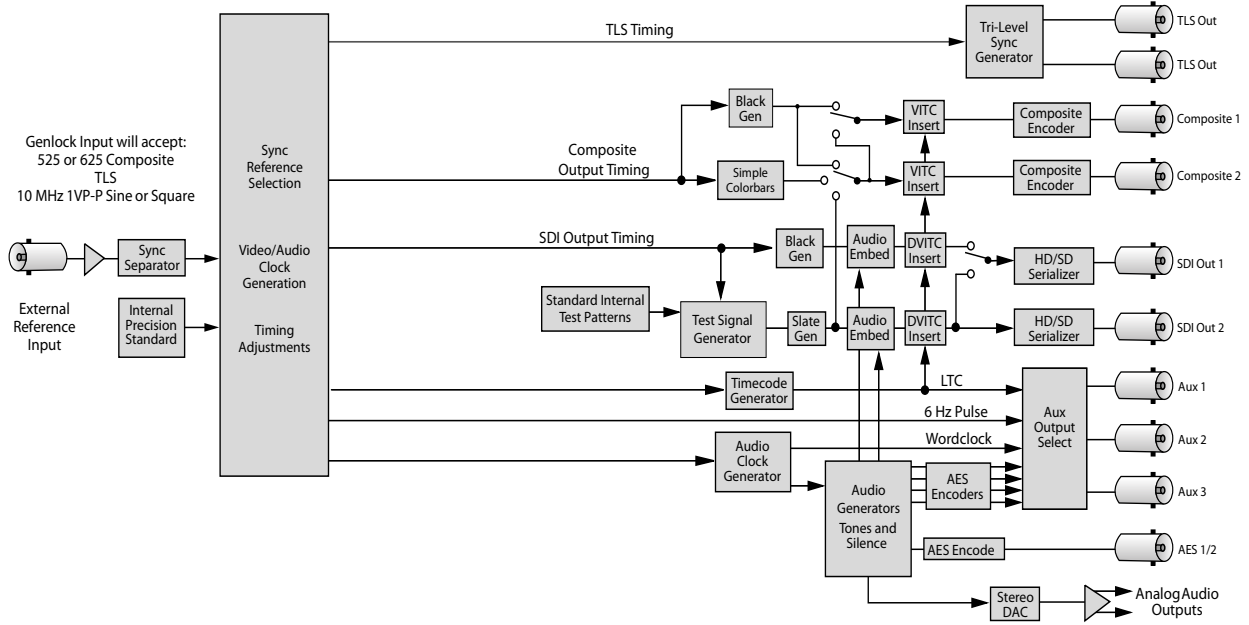 TLS Timing
Tri-Level
Sync
Generator
TLS Out
TLS Out
Genlock Input will accept:
525 or 625 Composite
TLS
10 MHz 1VP-P Sine or Square
Sync
Reference
Selection
Video/Audio
Clock
Generation
Timing
Adjustments
Sync
Separator
External
Reference
Input
Internal
Precision
Standard
Composite
Output Timing
Black
Gen
VITC
Insert
Composite
Encoder
Composite 1
Simple
Colorbars
VITC
Insert
Composite
Encoder
Composite 2
SDI Output Timing
Black
Gen
Audio
Embed
DVITC
Insert
HD/SD
Serializer
SDI Out 1
Standard Internal
Test Patterns
Test Signal
Generator
Slate
Gen
Audio
Embed
DVITC
Insert
HD/SD
Serializer
SDI Out 2
Timecode
Generator
LTC
6 Hz Pulse
Wordclock
Aux
Output
Select
Aux 1
Aux 2
Aux 3
Audio
Clock
Generator
Audio
Generators
Tones and
Silence
AES
Encoders
AES Encode
AES 1/2
Stereo
DAC
Analog Audio
Outputs